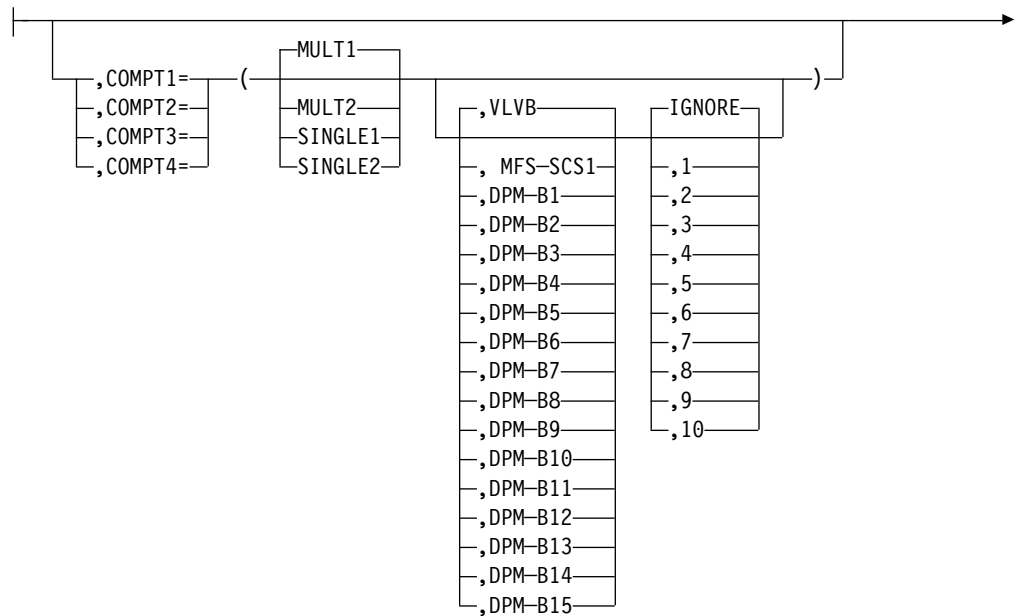 MULT1
,COMPT1= ( )
,COMPT2= MULT2 ,VLVB IGNORE
,COMPT3= SINGLE1
,COMPT4= SINGLE2 , MFS-SCS1 ,1
,DPM-B1 ,2
,DPM-B2 ,3
,DPM-B3 ,4
,DPM-B4 ,5
,DPM-B5 ,6
,DPM-B6 ,7
,DPM-B7 ,8
,DPM-B8 ,9
,DPM-B9 ,10
,DPM-B10
,DPM-B11
,DPM-B12
,DPM-B13
,DPM-B14
,DPM-B15